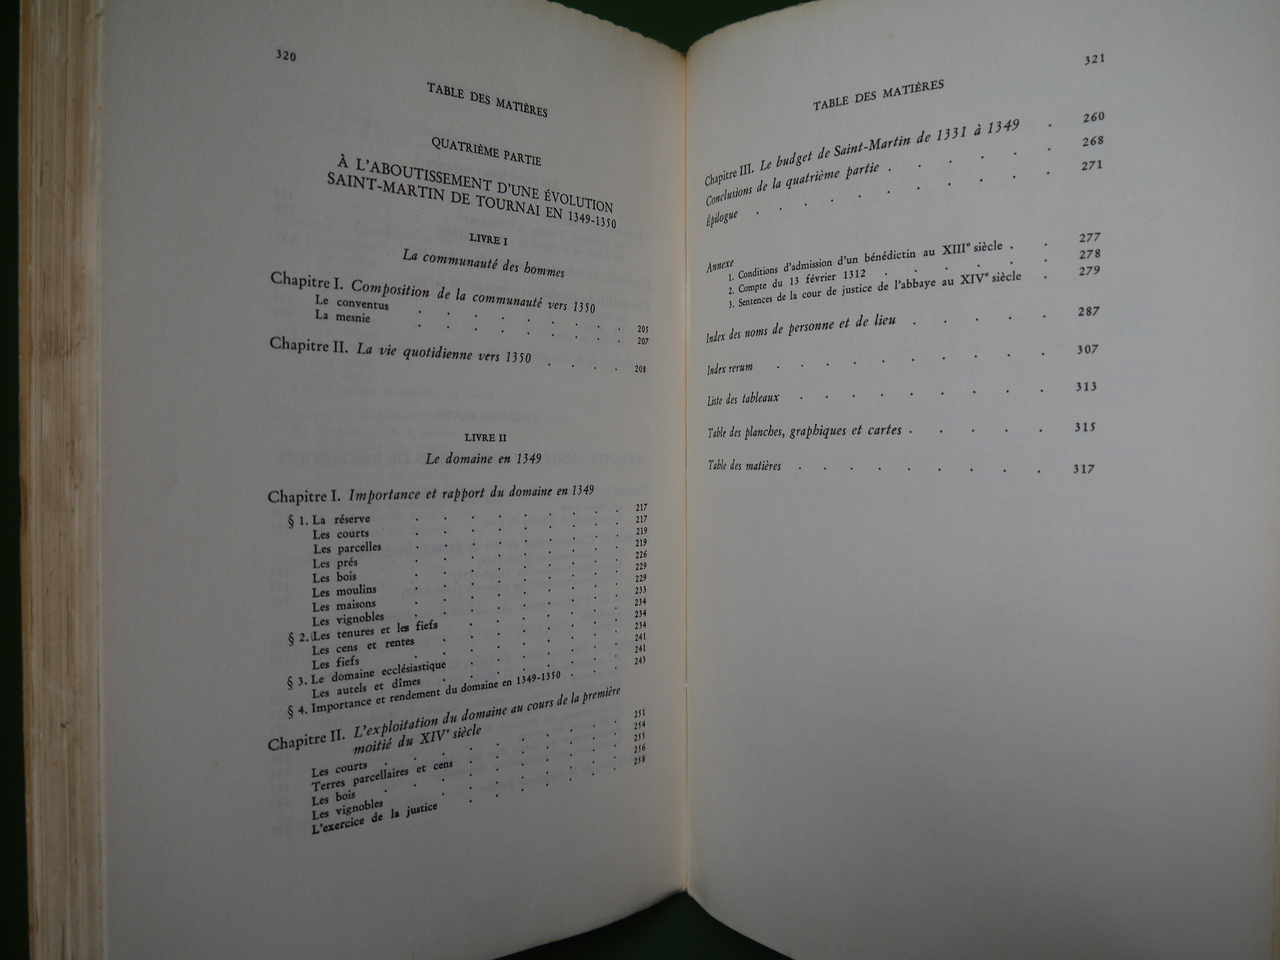 320
TABLE DES MATIÈRES
QUATRIÈME PARTIE
À L'ABOUTISSEMENT D'UNE ÉVOLUTION
SAINT-MARTIN DE TOURNAI EN 1349-1350
LIVRE I
La communauté des hommes
Chapitre I. Composition de la communauté vers 1350
Le conventus . . . . . . . . . 205
La mesnie . . . . . . . . . 207
Chapitre II. La vie quotidienne vers 1350 . . . . 208
LIVRE II
Le domaine en 1349
Chapitre I. Importance et rapport du domaine en 1349
§ 1. La réserve . . . . . . . . . 217
Les courts . . . . . . . . . 217
Les parcelles . . . . . . . . . 219
Les prés . . . . . . . . . 219
Les bois . . . . . . . . . 226
Les moulins . . . . . . . . . 229
Les maisons . . . . . . . . . 229
Les vignobles . . . . . . . . . 233
§ 2. Les tenures et les fiefs . . . . . . . . 234
Les cens et rentes . . . . . . . . 234
Les fiefs . . . . . . . . . 234
§ 3. Le domaine ecclésiastique . . . . . . . 241
Les autels et dîmes . . . . . . . . 241
§ 4. Importance et rendement du domaine en 1349-1350 . . 243
Chapitre II. L'exploitation du domaine au cours de la première
moitié du XIVe siècle
Les courts . . . . . . . . . 251
Terres parcellaires et cens . . . . . . . 254
Les bois . . . . . . . . . 255
Les vignobles . . . . . . . . 256
L'exercice de la justice . . . . . . . 258
321
TABLE DES MATIÈRES
Chapitre III. Le budget de Saint-Martin de 1331 à 1349 . 260
Conclusions de la quatrième partie . . . . . . 268
Épilogue . . . . . . . . . 271
Annexe
1. Conditions d'admission d'un bénédictin au XIIIe siècle . . 277
2. Compte du 13 février 1312 . . . . . . 278
3. Sentences de la cour de justice de l'abbaye au XIVe siècle . 279
Index des noms de personne et de lieu . . . . . 287
Index rerum . . . . . . . . . 307
Liste des tableaux . . . . . . . . 313
Table des planches, graphiques et cartes . . . . . 315
Table des matières . . . . . . . . 317